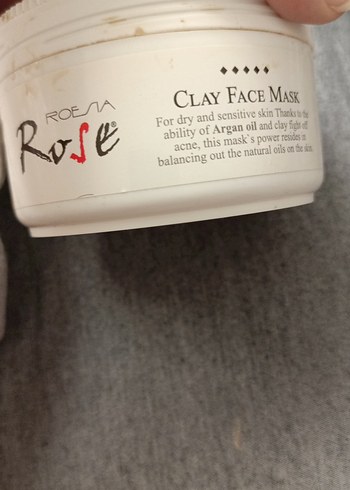 ROESIA
Rose®
CLAY FACE MASK
For dry and sensitive skin Thanks to the
ability of Argan oil and clay fight off
acne, this mask's power resides in
balancing out the natural oils on the skin